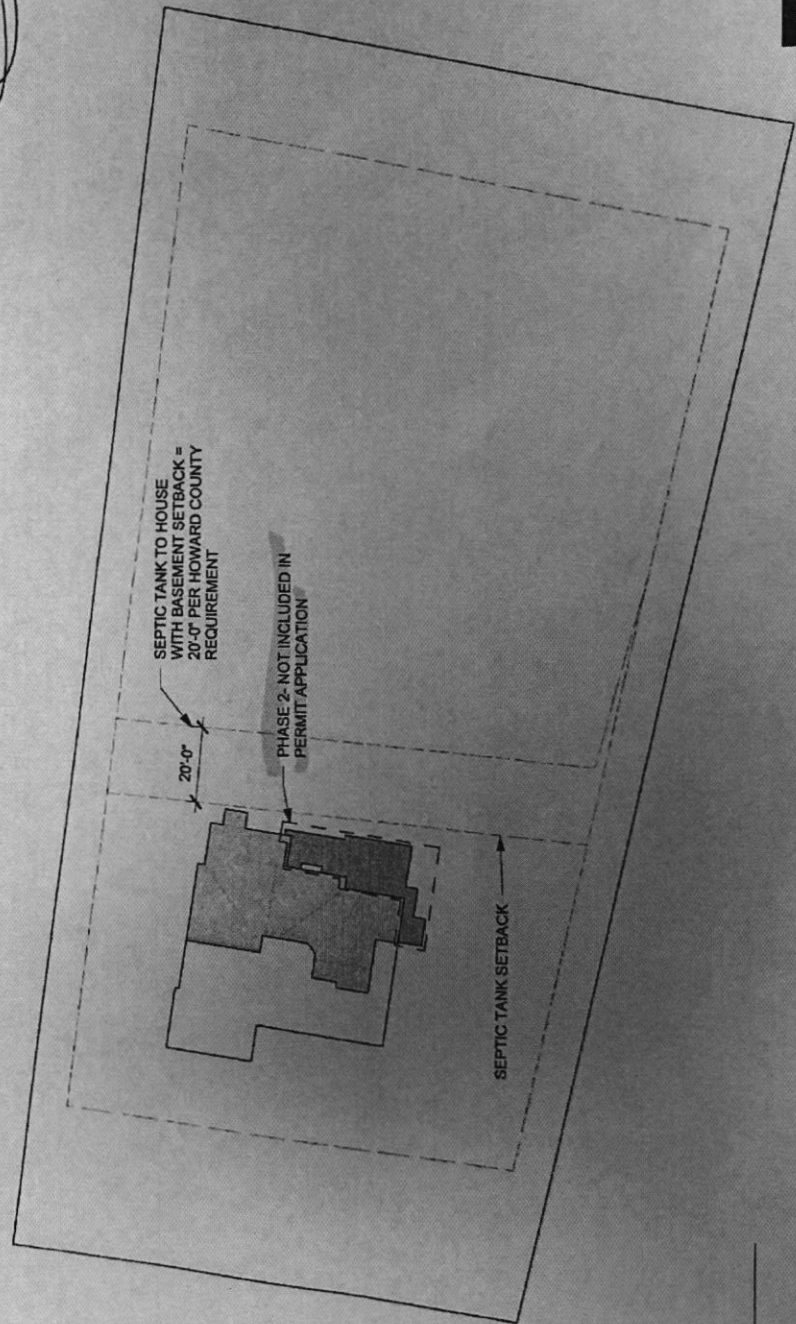 SEPTIC TANK TO HOUSE
WITH BASEMENT SETBACK =
20'-0" PER HOWARD COUNTY
REQUIREMENT
20'-0"
PHASE 2- NOT INCLUDED IN
PERMIT APPLICATION
SEPTIC TANK SETBACK